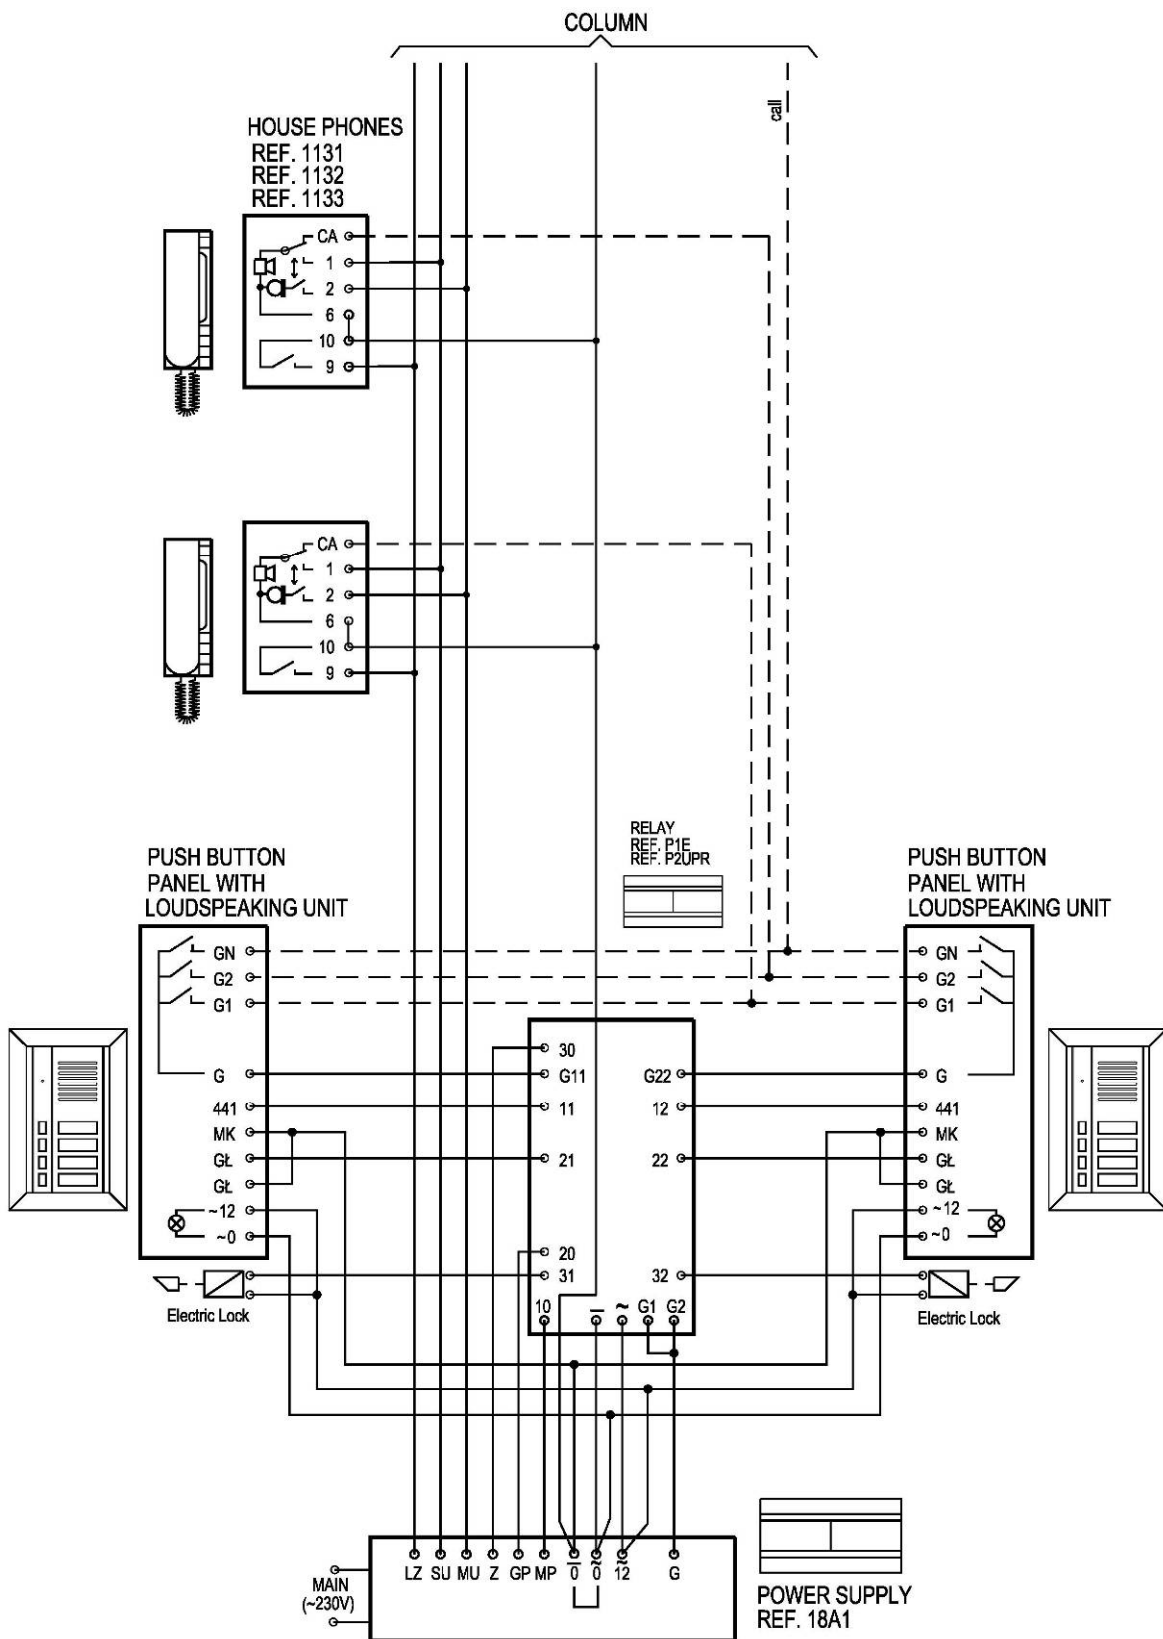 COLUMN
call
HOUSE PHONES
REF. 1131
REF. 1132
REF. 1133
CA
1
2
6
10
9
CA
1
2
6
10
9
RELAY
REF. P1E
REF. P2UPR
PUSH BUTTON
PANEL WITH
LOUDSPEAKING UNIT
GN
G2
G1
G
441
MK
GŁ
GŁ
~12
~0
Electric Lock
30
G11
11
21
20
31
10
G22
12
22
32
— ~ G1 G2
PUSH BUTTON
PANEL WITH
LOUDSPEAKING UNIT
GN
G2
G1
G
441
MK
GŁ
GŁ
~12
~0
Electric Lock
MAIN
(~230V)
LZ SU MU Z GP MP 0 0 12 G
POWER SUPPLY
REF. 18A1